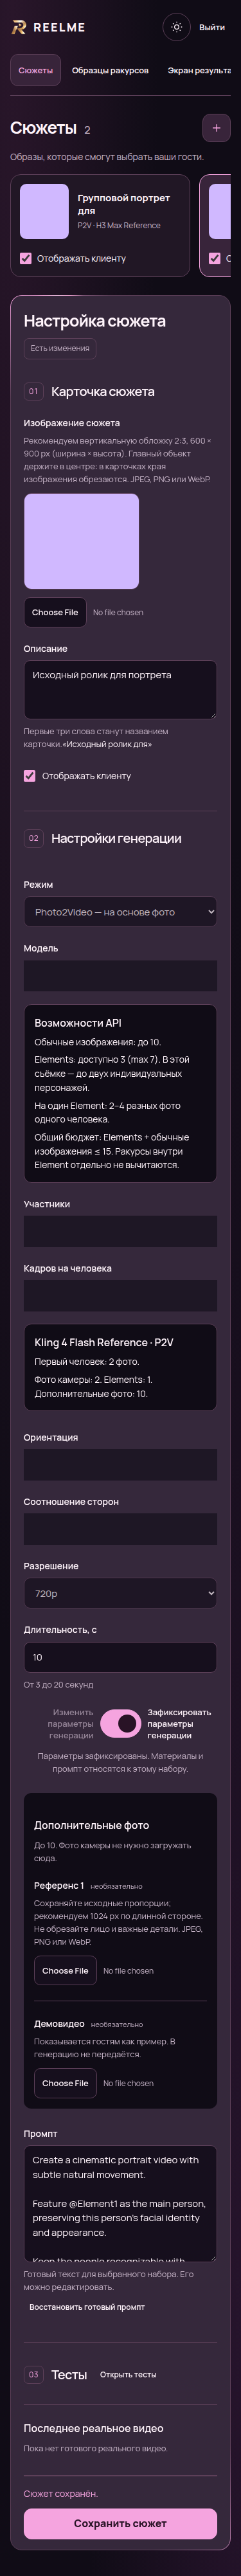 REELME
Выйти
Сюжеты
Образцы ракурсов
Экран результа
Сюжеты 2
Образы, которые смогут выбрать ваши гости.
Групповой портрет
для
P2V · H3 Max Reference
Отображать клиенту
Настройка сюжета
Есть изменения
01 Карточка сюжета
Изображение сюжета
Рекомендуем вертикальную обложку 2:3, 600 ×
900 px (ширина × высота). Главный объект
держите в центре: в карточках края
изображения обрезаются. JPEG, PNG или WebP.
Choose File No file chosen
Описание
Исходный ролик для портрета
Первые три слова станут названием
карточки.«Исходный ролик для»
Отображать клиенту
02 Настройки генерации
Режим
Photo2Video — на основе фото
Модель
Возможности API
Обычные изображения: до 10.
Elements: доступно 3 (max 7). В этой
съёмке — до двух индивидуальных
персонажей.
На один Element: 2–4 разных фото
одного человека.
Общий бюджет: Elements + обычные
изображения ≤ 15. Ракурсы внутри
Element отдельно не вычитаются.
Участники
Кадров на человека
Kling 4 Flash Reference · P2V
Первый человек: 2 фото.
Фото камеры: 2. Elements: 1.
Дополнительные фото: 10.
Ориентация
Соотношение сторон
Разрешение
720p
Длительность, с
10
От 3 до 20 секунд
Изменить
параметры
генерации
Зафиксировать
параметры
генерации
Параметры зафиксированы. Материалы и
промпт относятся к этому набору.
Дополнительные фото
До 10. Фото камеры не нужно загружать
сюда.
Референс 1 необязательно
Сохраняйте исходные пропорции;
рекомендуем 1024 px по длинной стороне.
Не обрезайте лицо и важные детали. JPEG,
PNG или WebP.
Choose File No file chosen
Демовидео необязательно
Показывается гостям как пример. В
генерацию не передаётся.
Choose File No file chosen
Промпт
Create a cinematic portrait video with
subtle natural movement.
Feature @Element1 as the main person,
preserving this person's facial identity
and appearance.
Keep the people recognizable with
Готовый текст для выбранного набора. Его
можно редактировать.
Восстановить готовый промпт
03 Тесты Открыть тесты
Последнее реальное видео
Пока нет готового реального видео.
Сюжет сохранён.
Сохранить сюжет